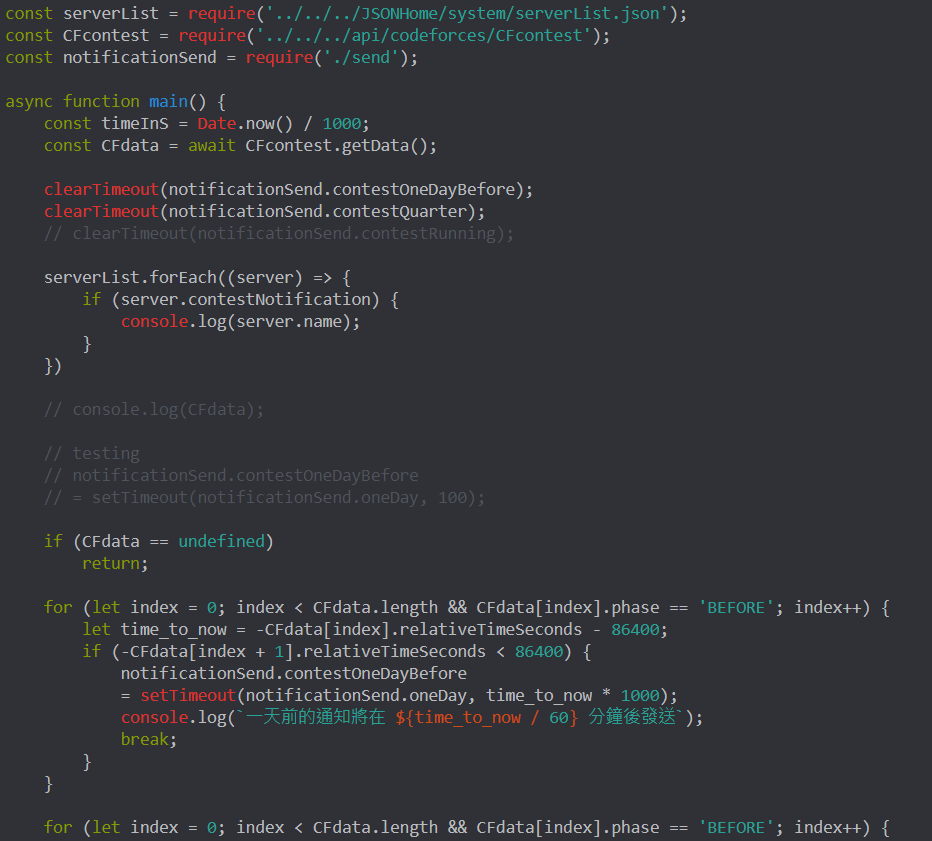 const serverList = require('../../../JSONHome/system/serverList.json');
const CFcontest = require('../../../api/codeforces/CFcontest');
const notificationSend = require('./send');
async function main() {
const timeInS = Date.now() / 1000;
const CFdata = await CFcontest.getData();
clearTimeout(notificationSend.contestOneDayBefore);
clearTimeout(notificationSend.contestQuarter);
// clearTimeout(notificationSend.contestRunning);
serverList.forEach((server) => {
if (server.contestNotification) {
console.log(server.name);
}
})
// console.log(CFdata);
// testing
// notificationSend.contestOneDayBefore
// = setTimeout(notificationSend.oneDay, 100);
if (CFdata == undefined)
return;
for (let index = 0; index < CFdata.length && CFdata[index].phase == 'BEFORE'; index++) {
let time_to_now = -CFdata[index].relativeTimeSeconds - 86400;
if (-CFdata[index + 1].relativeTimeSeconds < 86400) {
notificationSend.contestOneDayBefore
= setTimeout(notificationSend.oneDay, time_to_now * 1000);
console.log(`一天前的通知將在 ${time_to_now / 60} 分鐘後發送`);
break;
}
}
for (let index = 0; index < CFdata.length && CFdata[index].phase == 'BEFORE'; index++) {